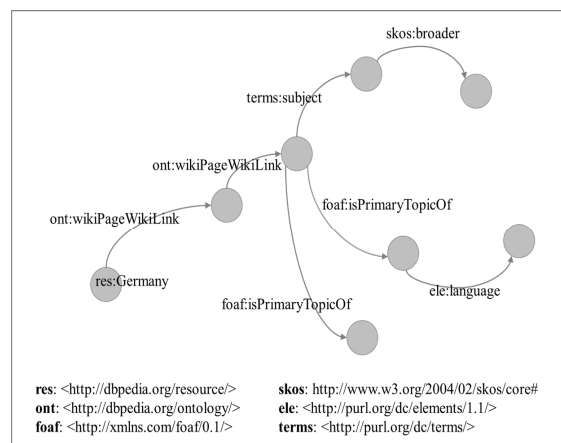 skos:broader
terms:subject
ont:wikiPageWikiLink
foaf:isPrimaryTopicOf
ont:wikiPageWikiLink
res:Germany
ele:language
foaf:isPrimaryTopicOf
res: <http://dbpedia.org/resource/>
ont: <http://dbpedia.org/ontology/>
foaf: <http://xmlns.com/foaf/0.1/>
skos: http://www.w3.org/2004/02/skos/core#
ele: <http://purl.org/dc/elements/1.1/>
terms: <http://purl.org/dc/terms/>